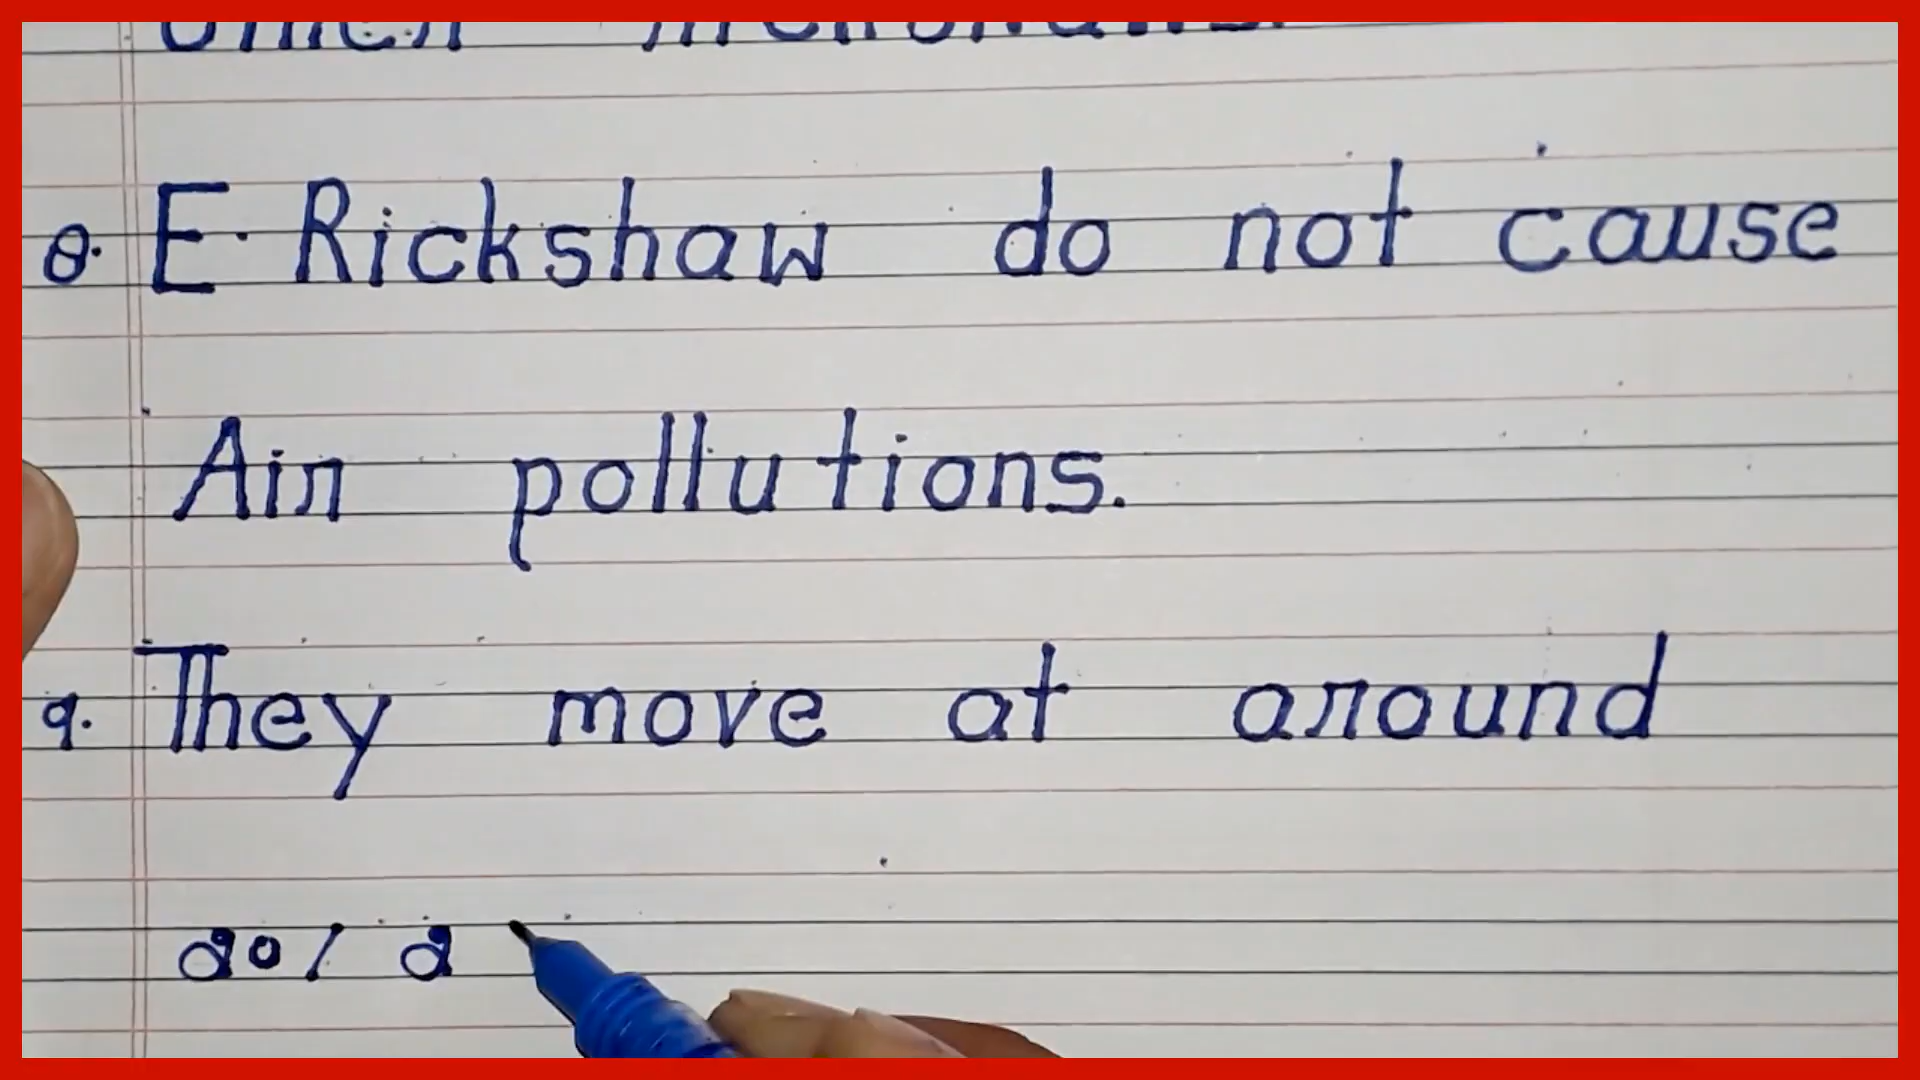 8. E. Rickshaw do not cause
Air pollutions.
9. They move at around
20/ 2